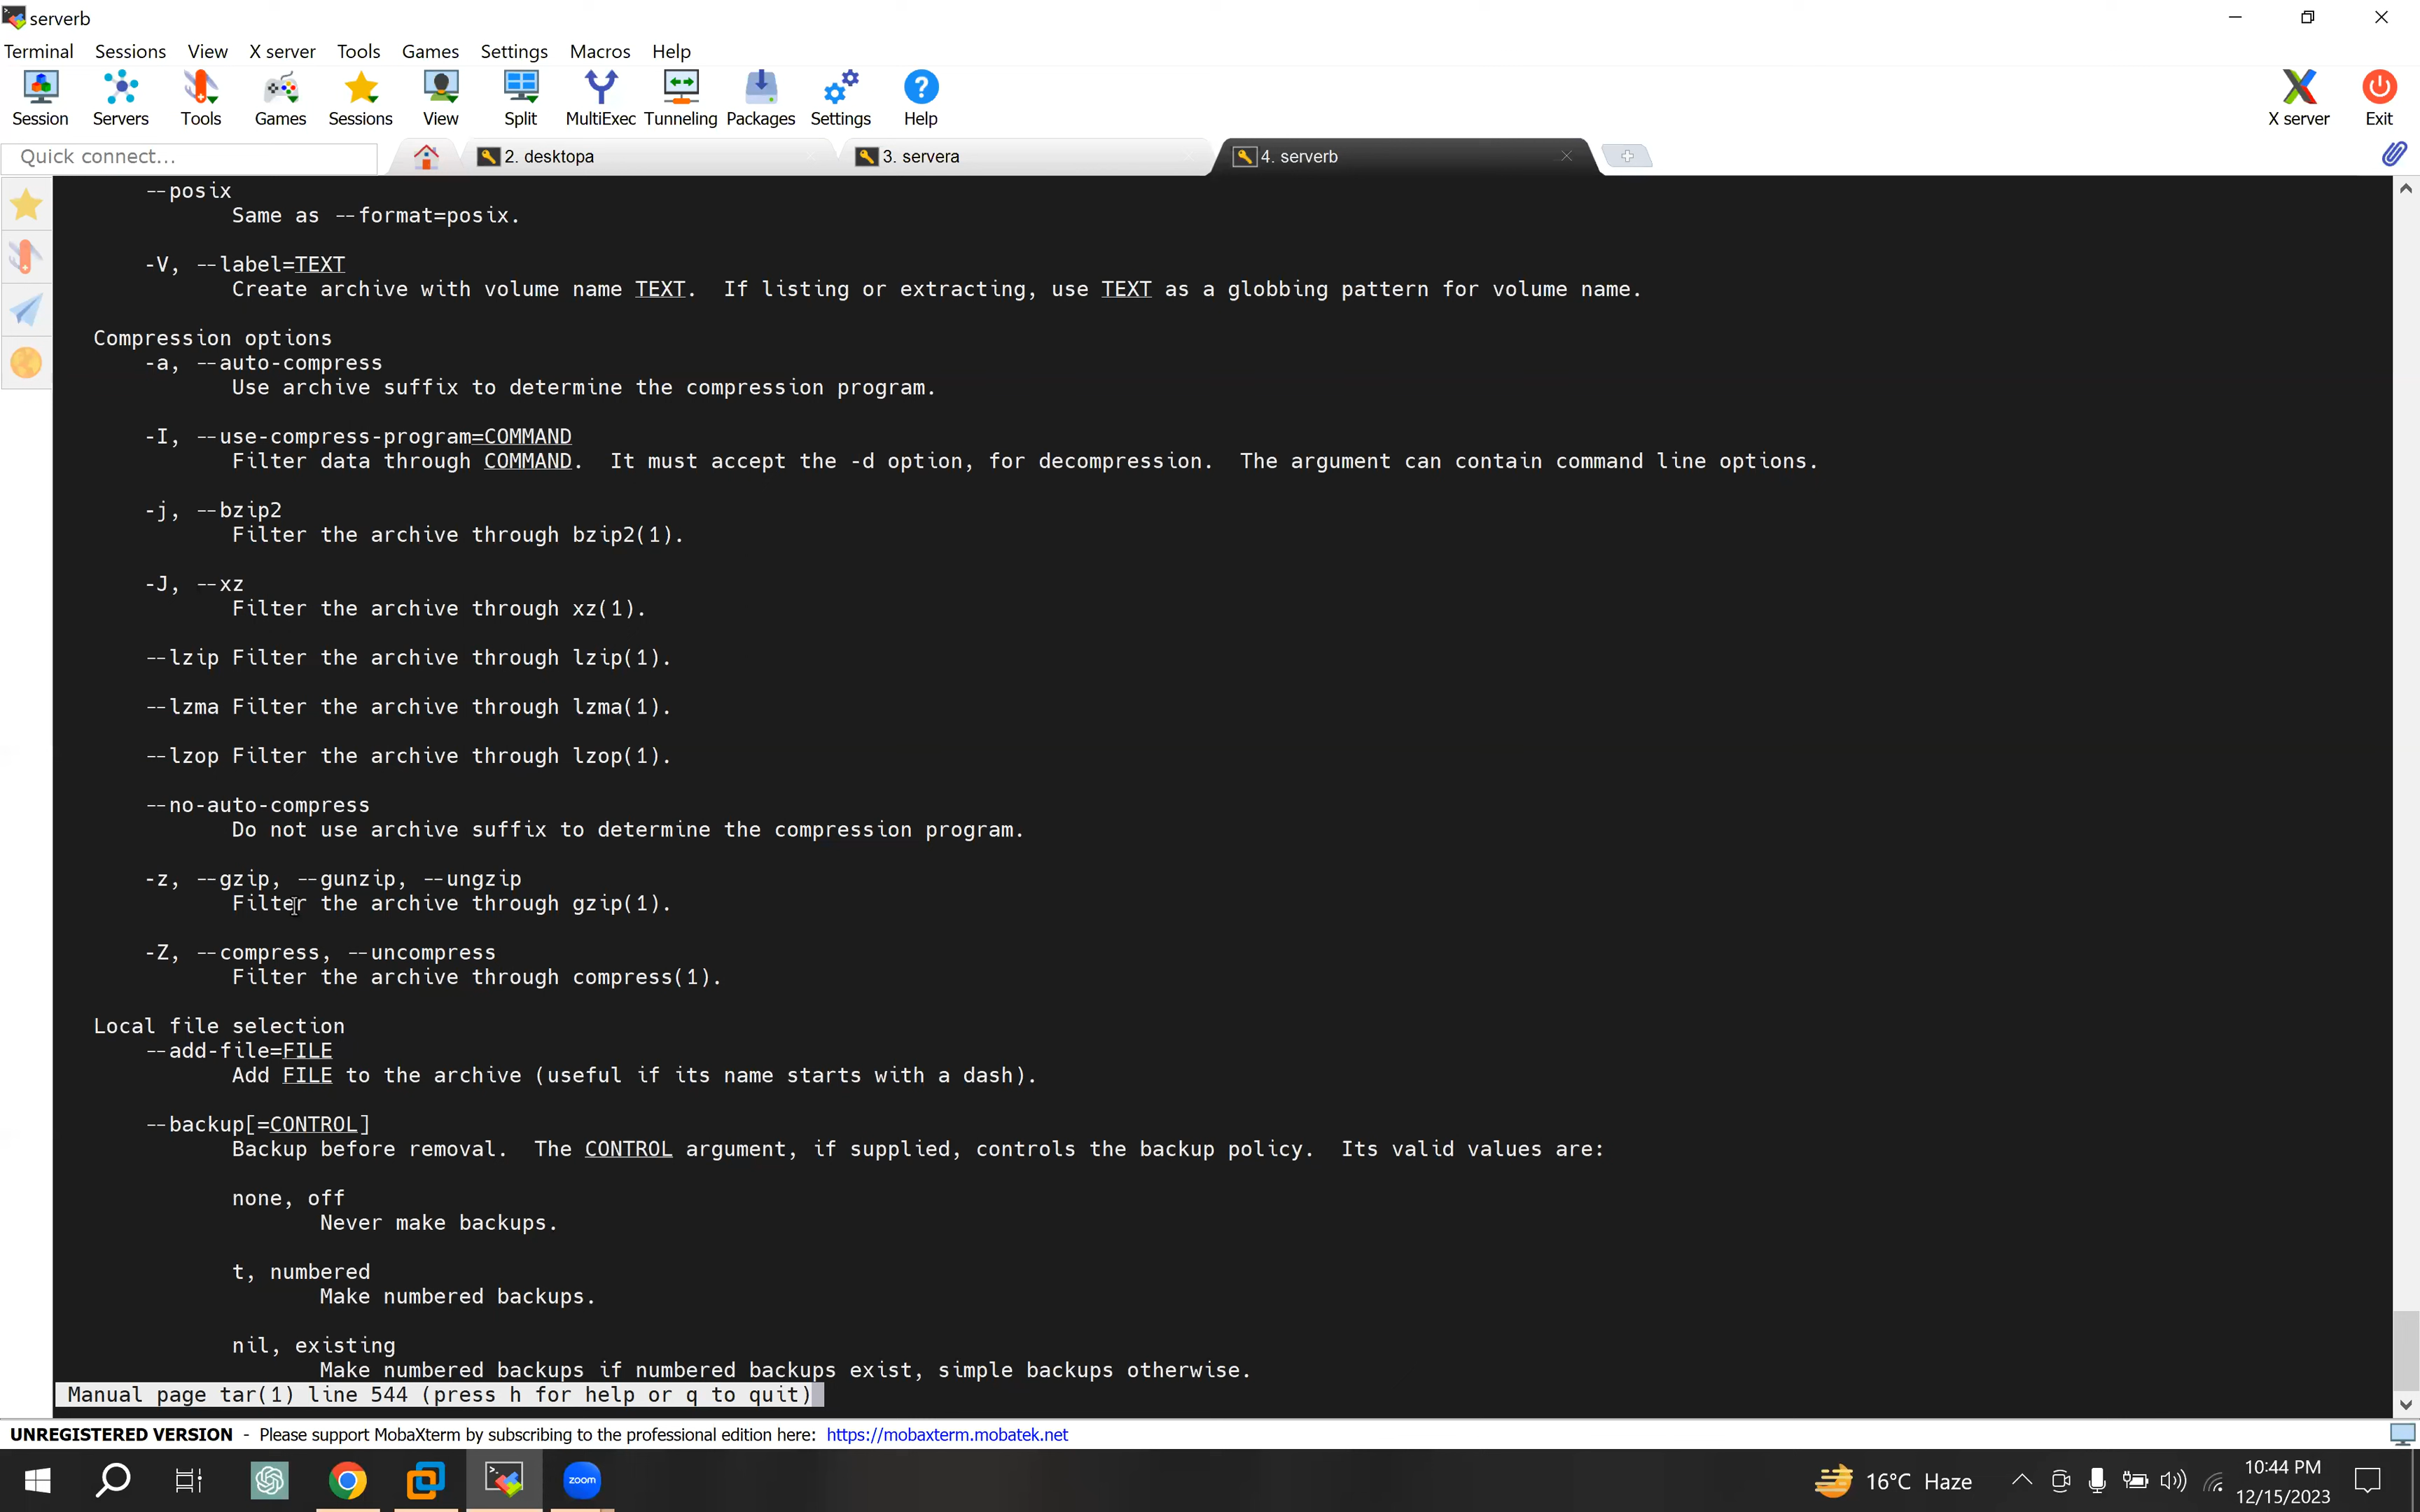 serverb
Terminal Sessions View X server Tools Games Settings Macros Help
Session Servers Tools Games Sessions View Split MultiExec Tunneling Packages Settings Help X server Exit
Quick connect... 2. desktopa 3. servera 4. serverb
--posix
Same as --format=posix.
-V, --label=TEXT
Create archive with volume name TEXT. If listing or extracting, use TEXT as a globbing pattern for volume name.
Compression options
-a, --auto-compress
Use archive suffix to determine the compression program.
-I, --use-compress-program=COMMAND
Filter data through COMMAND. It must accept the -d option, for decompression. The argument can contain command line options.
-j, --bzip2
Filter the archive through bzip2(1).
-J, --xz
Filter the archive through xz(1).
--lzip Filter the archive through lzip(1).
--lzma Filter the archive through lzma(1).
--lzop Filter the archive through lzop(1).
--no-auto-compress
Do not use archive suffix to determine the compression program.
-z, --gzip, --gunzip, --ungzip
Filter the archive through gzip(1).
-Z, --compress, --uncompress
Filter the archive through compress(1).
Local file selection
--add-file=FILE
Add FILE to the archive (useful if its name starts with a dash).
--backup[=CONTROL]
Backup before removal. The CONTROL argument, if supplied, controls the backup policy. Its valid values are:
none, off
Never make backups.
t, numbered
Make numbered backups.
nil, existing
Make numbered backups if numbered backups exist, simple backups otherwise.
Manual page tar(1) line 544 (press h for help or q to quit)
UNREGISTERED VERSION - Please support MobaXterm by subscribing to the professional edition here: https://mobaxterm.mobatek.net
zoom 16°C Haze 10:44 PM
12/15/2023